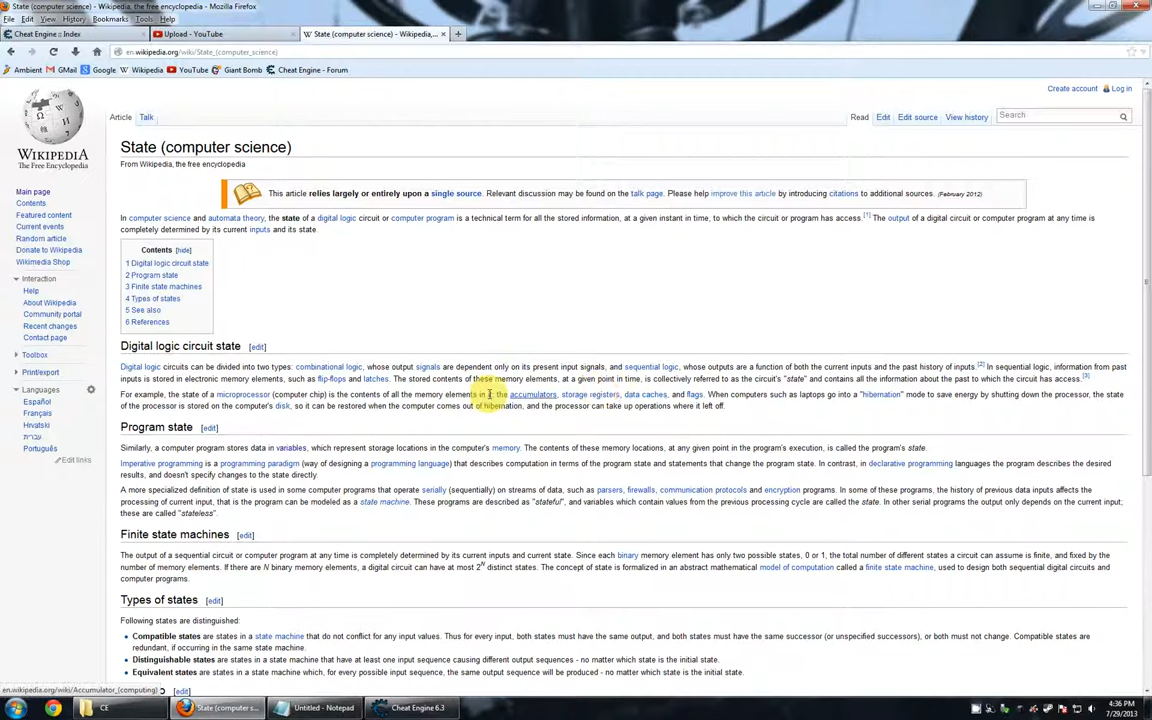 State (computer science) - Wikipedia, the free encyclopedia - Mozilla Firefox
File Edit View History Bookmarks Tools Help
Cheat Engine :: Index
Upload - YouTube
State (computer science) - Wikipedia,...
en.wikipedia.org/wiki/State_(computer_science)
Ambient GMail Google Wikipedia YouTube Giant Bomb Cheat Engine - Forum
Create account Log in
Article Talk Read Edit Edit source View history Search
WIKIPEDIA
The Free Encyclopedia
Main page
Contents
Featured content
Current events
Random article
Donate to Wikipedia
Wikimedia Shop
Interaction
Help
About Wikipedia
Community portal
Recent changes
Contact page
Toolbox
Print/export
Languages
Español
Français
Hrvatski
עברית
Português
Edit links
State (computer science)
From Wikipedia, the free encyclopedia
This article relies largely or entirely upon a single source. Relevant discussion may be found on the talk page. Please help improve this article by introducing citations to additional sources. (February 2012)
In computer science and automata theory, the state of a digital logic circuit or computer program is a technical term for all the stored information, at a given instant in time, to which the circuit or program has access.[1] The output of a digital circuit or computer program at any time is
completely determined by its current inputs and its state.
Contents [hide]
1 Digital logic circuit state
2 Program state
3 Finite state machines
4 Types of states
5 See also
6 References
Digital logic circuit state [edit]
Digital logic circuits can be divided into two types: combinational logic, whose output signals are dependent only on its present input signals, and sequential logic, whose outputs are a function of both the current inputs and the past history of inputs.[2] In sequential logic, information from past
inputs is stored in electronic memory elements, such as flip-flops and latches. The stored contents of these memory elements, at a given point in time, is collectively referred to as the circuit's "state" and contains all the information about the past to which the circuit has access.[3]
For example, the state of a microprocessor (computer chip) is the contents of all the memory elements in it: the accumulators, storage registers, data caches, and flags. When computers such as laptops go into a "hibernation" mode to save energy by shutting down the processor, the state
of the processor is stored on the computer's disk, so it can be restored when the computer comes out of hibernation, and the processor can take up operations where it left off.
Program state [edit]
Similarly, a computer program stores data in variables, which represent storage locations in the computer's memory. The contents of these memory locations, at any given point in the program's execution, is called the program's state.
Imperative programming is a programming paradigm (way of designing a programming language) that describes computation in terms of the program state and statements that change the program state. In contrast, in declarative programming languages the program describes the desired
results, and doesn't specify changes to the state directly.
A more specialized definition of state is used in some computer programs that operate serially (sequentially) on streams of data, such as parsers, firewalls, communication protocols and encryption programs. In some of these programs, the history of previous data inputs affects the
processing of current input, that is the program can be modeled as a state machine. These programs are described as "stateful", and variables which contain values from the previous processing cycle are called the state. In other serial programs the output only depends on the current input;
these are called "stateless".
Finite state machines [edit]
The output of a sequential circuit or computer program at any time is completely determined by its current inputs and current state. Since each binary memory element has only two possible states, 0 or 1, the total number of different states a circuit can assume is finite, and fixed by the
number of memory elements. If there are N binary memory elements, a digital circuit can have at most 2^N distinct states. The concept of state is formalized in an abstract mathematical model of computation called a finite state machine, used to design both sequential digital circuits and
computer programs.
Types of states [edit]
Following states are distinguished:
Compatible states are states in a state machine that do not conflict for any input values. Thus for every input, both states must have the same output, and both states must have the same successor (or unspecified successors), or both must not change. Compatible states are
redundant, if occurring in the same state machine.
Distinguishable states are states in a state machine that have at least one input sequence causing different output sequences - no matter which state is the initial state.
Equivalent states are states in a state machine which, for every possible input sequence, the same output sequence will be produced - no matter which state is the initial state.
[edit]
en.wikipedia.org/wiki/Accumulator_(computing)
CE
State (computer s...
Untitled - Notepad
Cheat Engine 6.3
4:36 PM
7/29/2013